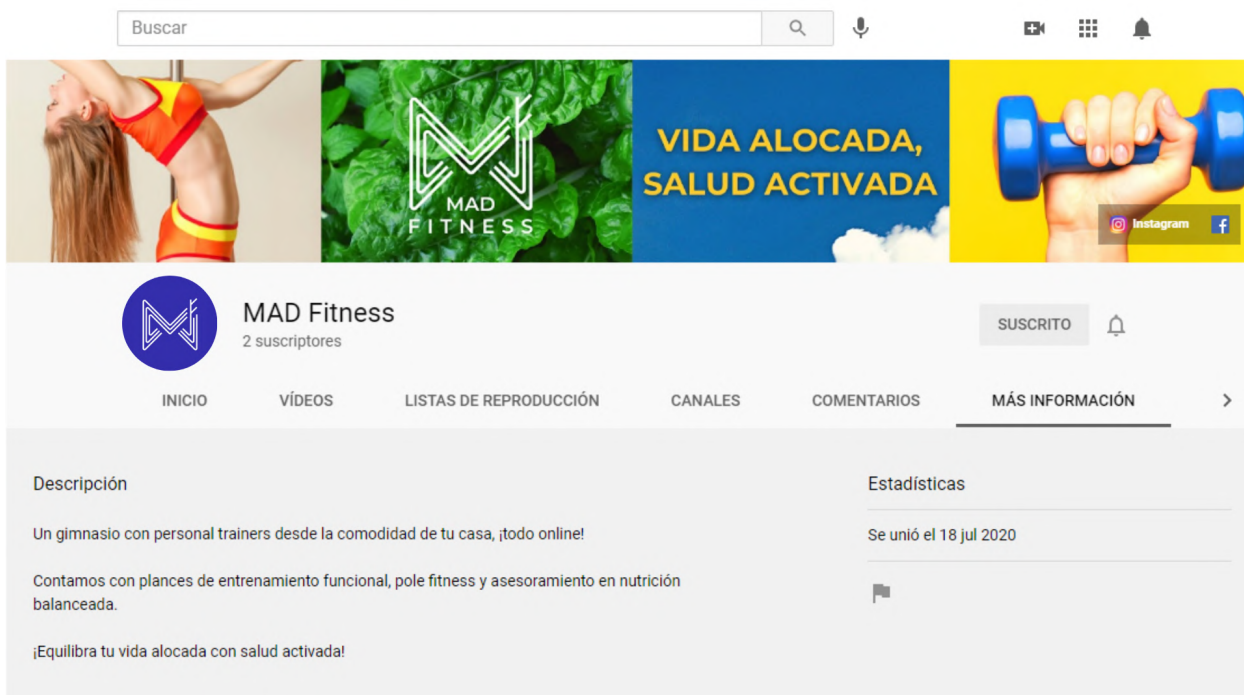 Buscar
MAD
FITNESS
VIDA ALOCADA,
SALUD ACTIVADA
Instagram
MAD Fitness
2 suscriptores
SUSCRITO
INICIO
VÍDEOS
LISTAS DE REPRODUCCIÓN
CANALES
COMENTARIOS
MÁS INFORMACIÓN
Descripción
Un gimnasio con personal trainers desde la comodidad de tu casa, ¡todo online!
Contamos con plances de entrenamiento funcional, pole fitness y asesoramiento en nutrición
balanceada.
¡Equilibra tu vida alocada con salud activada!
Estadísticas
Se unió el 18 jul 2020